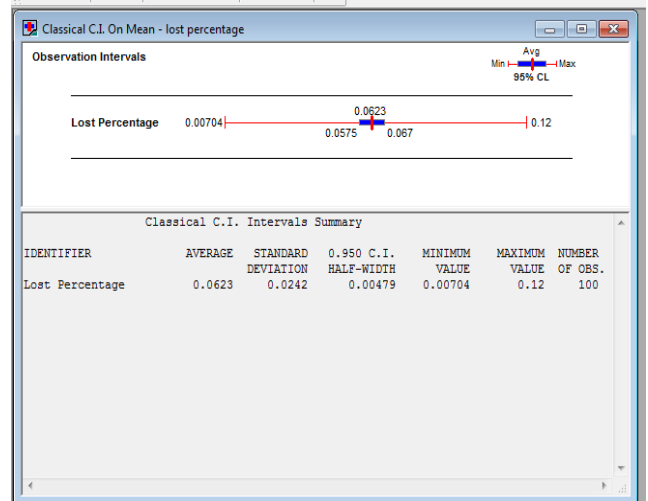 Classical C.I. On Mean - lost percentage
Observation Intervals
Avg
Min Max
95% CL
0.0623
Lost Percentage 0.00704 0.12
0.0575 0.067
Classical C.I. Intervals Summary
IDENTIFIER AVERAGE STANDARD 0.950 C.I. MINIMUM MAXIMUM NUMBER
DEVIATION HALF-WIDTH VALUE VALUE OF OBS.
Lost Percentage 0.0623 0.0242 0.00479 0.00704 0.12 100